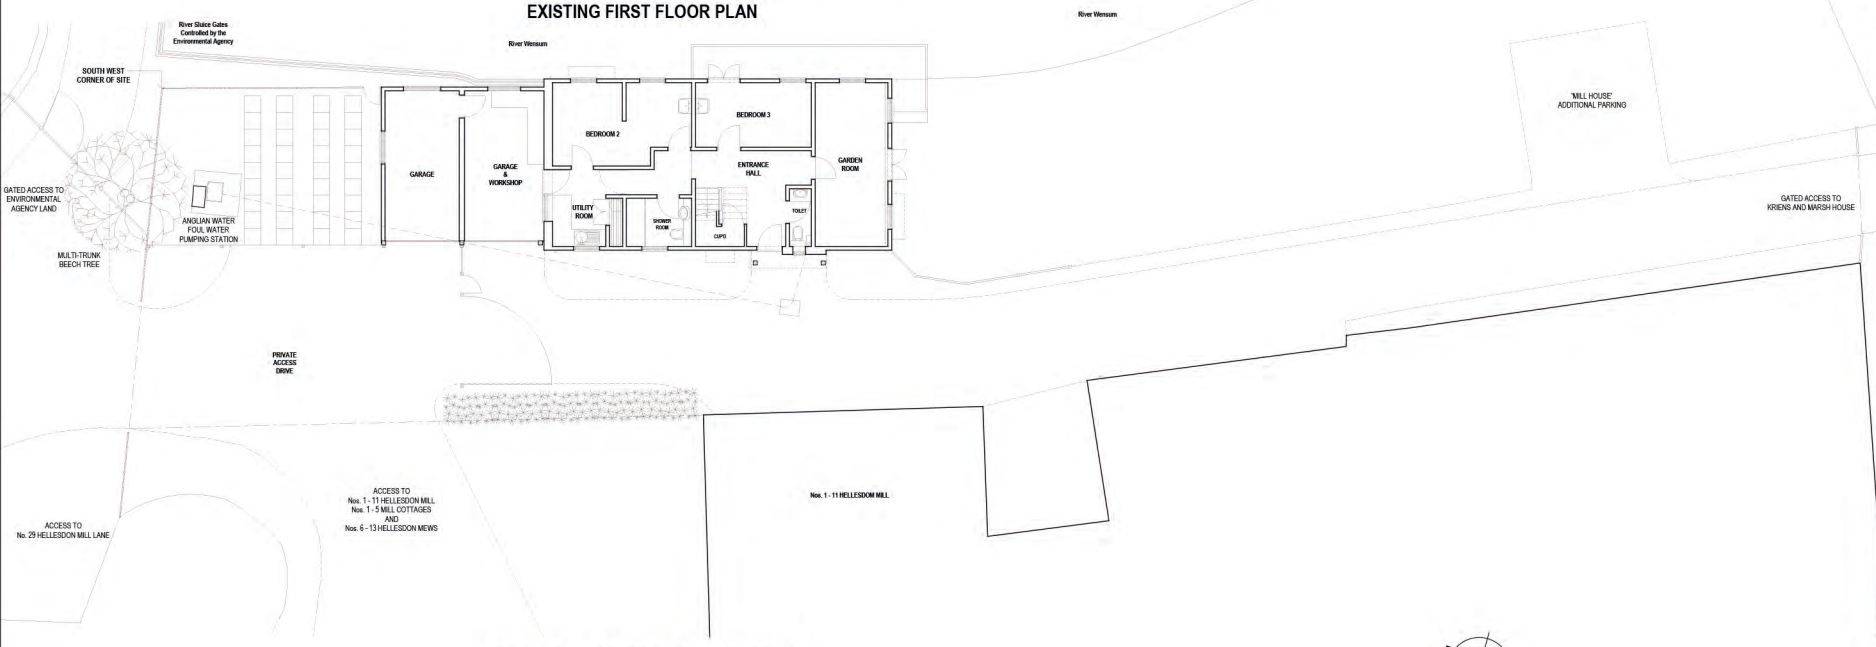 EXISTING FIRST FLOOR PLAN
River Sluice Gates
Controlled by the
Environmental Agency
River Wensum
River Wensum
SOUTH WEST
CORNER OF SITE
'MILL HOUSE'
ADDITIONAL PARKING
BEDROOM 2
BEDROOM 3
GARAGE
GARAGE
&
WORKSHOP
ENTRANCE
HALL
GARDEN
ROOM
GATED ACCESS TO
ENVIRONMENTAL
AGENCY LAND
GATED ACCESS TO
KRIENS AND MARSH HOUSE
UTILITY
ROOM
SHOWER
ROOM
TOILET
CUP'D
ANGLIAN WATER
FOUL WATER
PUMPING STATION
MULTI-TRUNK
BEECH TREE
PRIVATE
ACCESS
DRIVE
ACCESS TO
Nos. 1 - 11 HELLESDON MILL
Nos. 1 - 5 MILL COTTAGES
AND
Nos. 6 - 13 HELLESDON MEWS
Nos. 1 - 11 HELLESDOM MILL
ACCESS TO
No. 29 HELLESDON MILL LANE